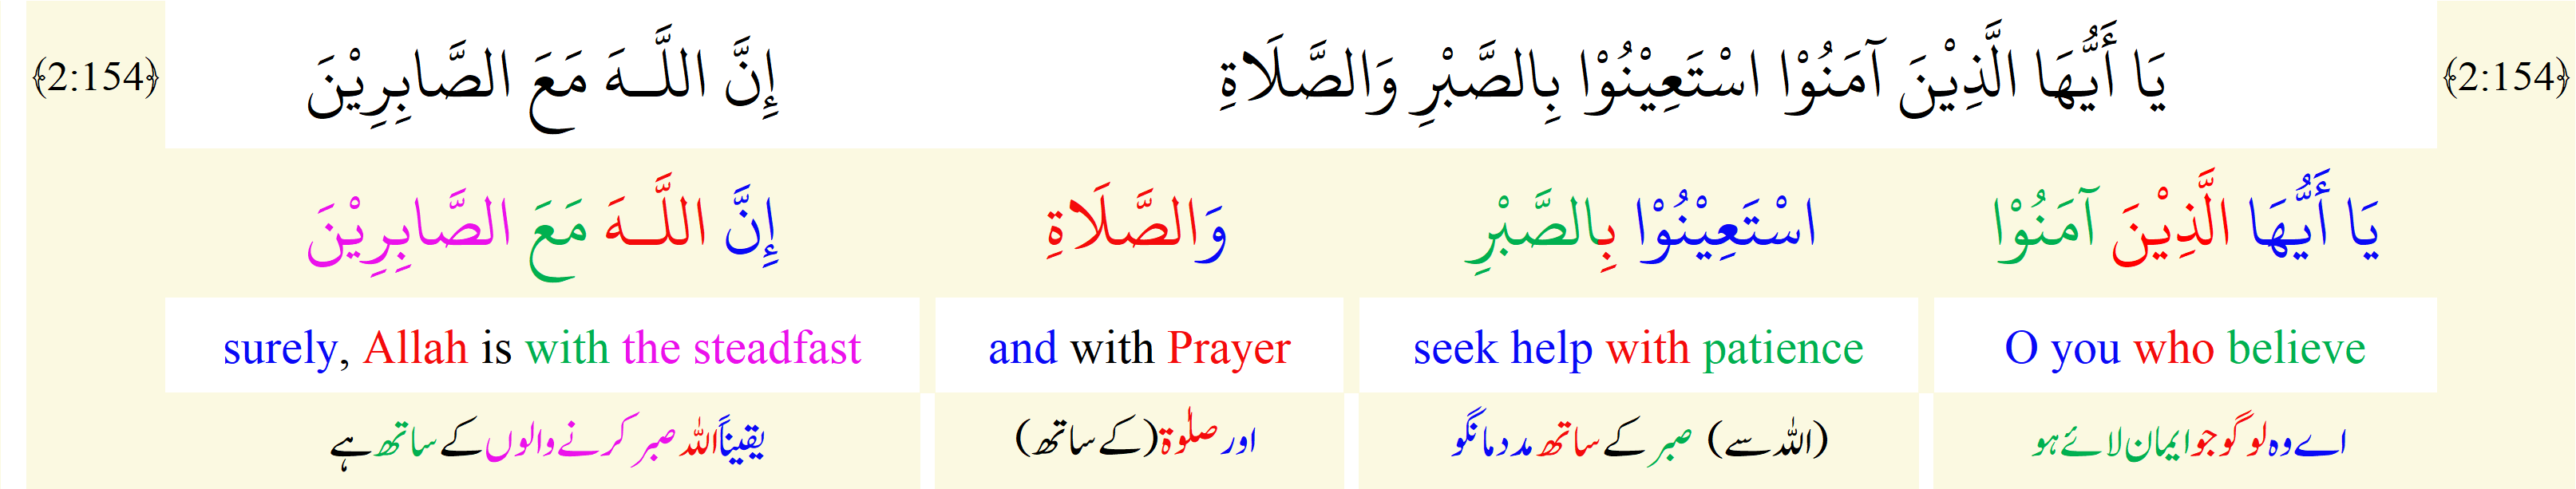 ﴿2:154﴾ يَا أَيُّهَا الَّذِيْنَ آمَنُوْا اسْتَعِيْنُوْا بِالصَّبْرِ وَالصَّلَاةِ إِنَّ اللَّـهَ مَعَ الصَّابِرِيْنَ ﴿2:154﴾
يَا أَيُّهَا الَّذِيْنَ آمَنُوْا اسْتَعِيْنُوْا بِالصَّبْرِ وَالصَّلَاةِ إِنَّ اللَّـهَ مَعَ الصَّابِرِيْنَ
O you who believe seek help with patience and with Prayer surely, Allah is with the steadfast
اے وہ لوگو جو ایمان لائے ہو (اللہ سے) صبر کے ساتھ مدد مانگو اور صلٰوۃ (کے ساتھ) یقیناً اللہ صبر کرنے والوں کے ساتھ ہے